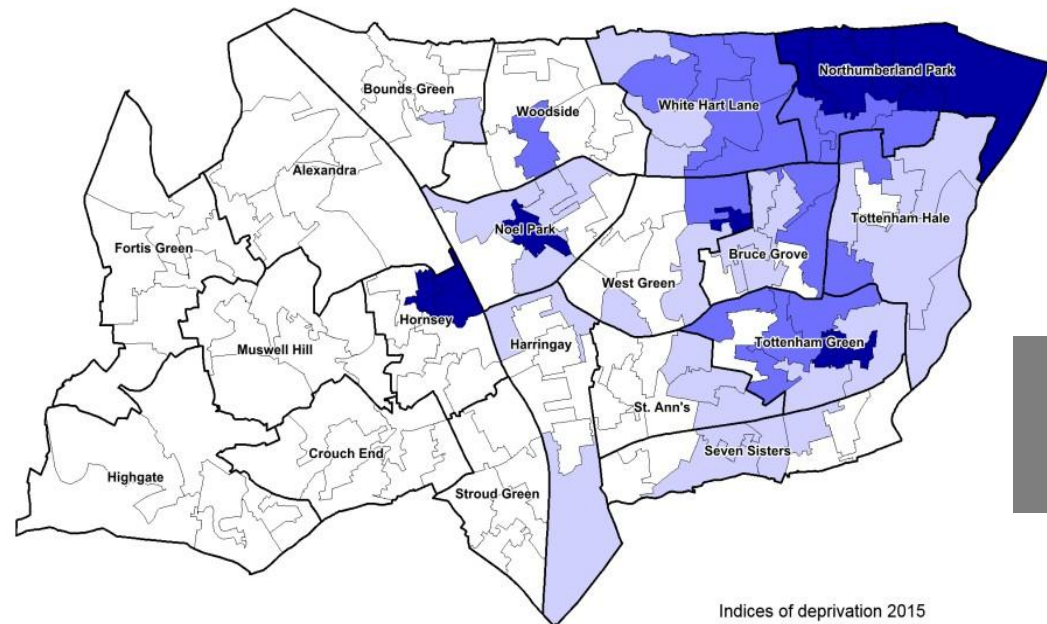 Northumberland Park
Bounds Green
White Hart Lane
Woodside
Alexandra
Tottenham Hale
Noel Park
Fortis Green
Bruce Grove
West Green
Hornsey
Tottenham Green
Harringay
Muswell Hill
St. Ann's
Seven Sisters
Crouch End
Highgate
Stroud Green
Indices of deprivation 2015